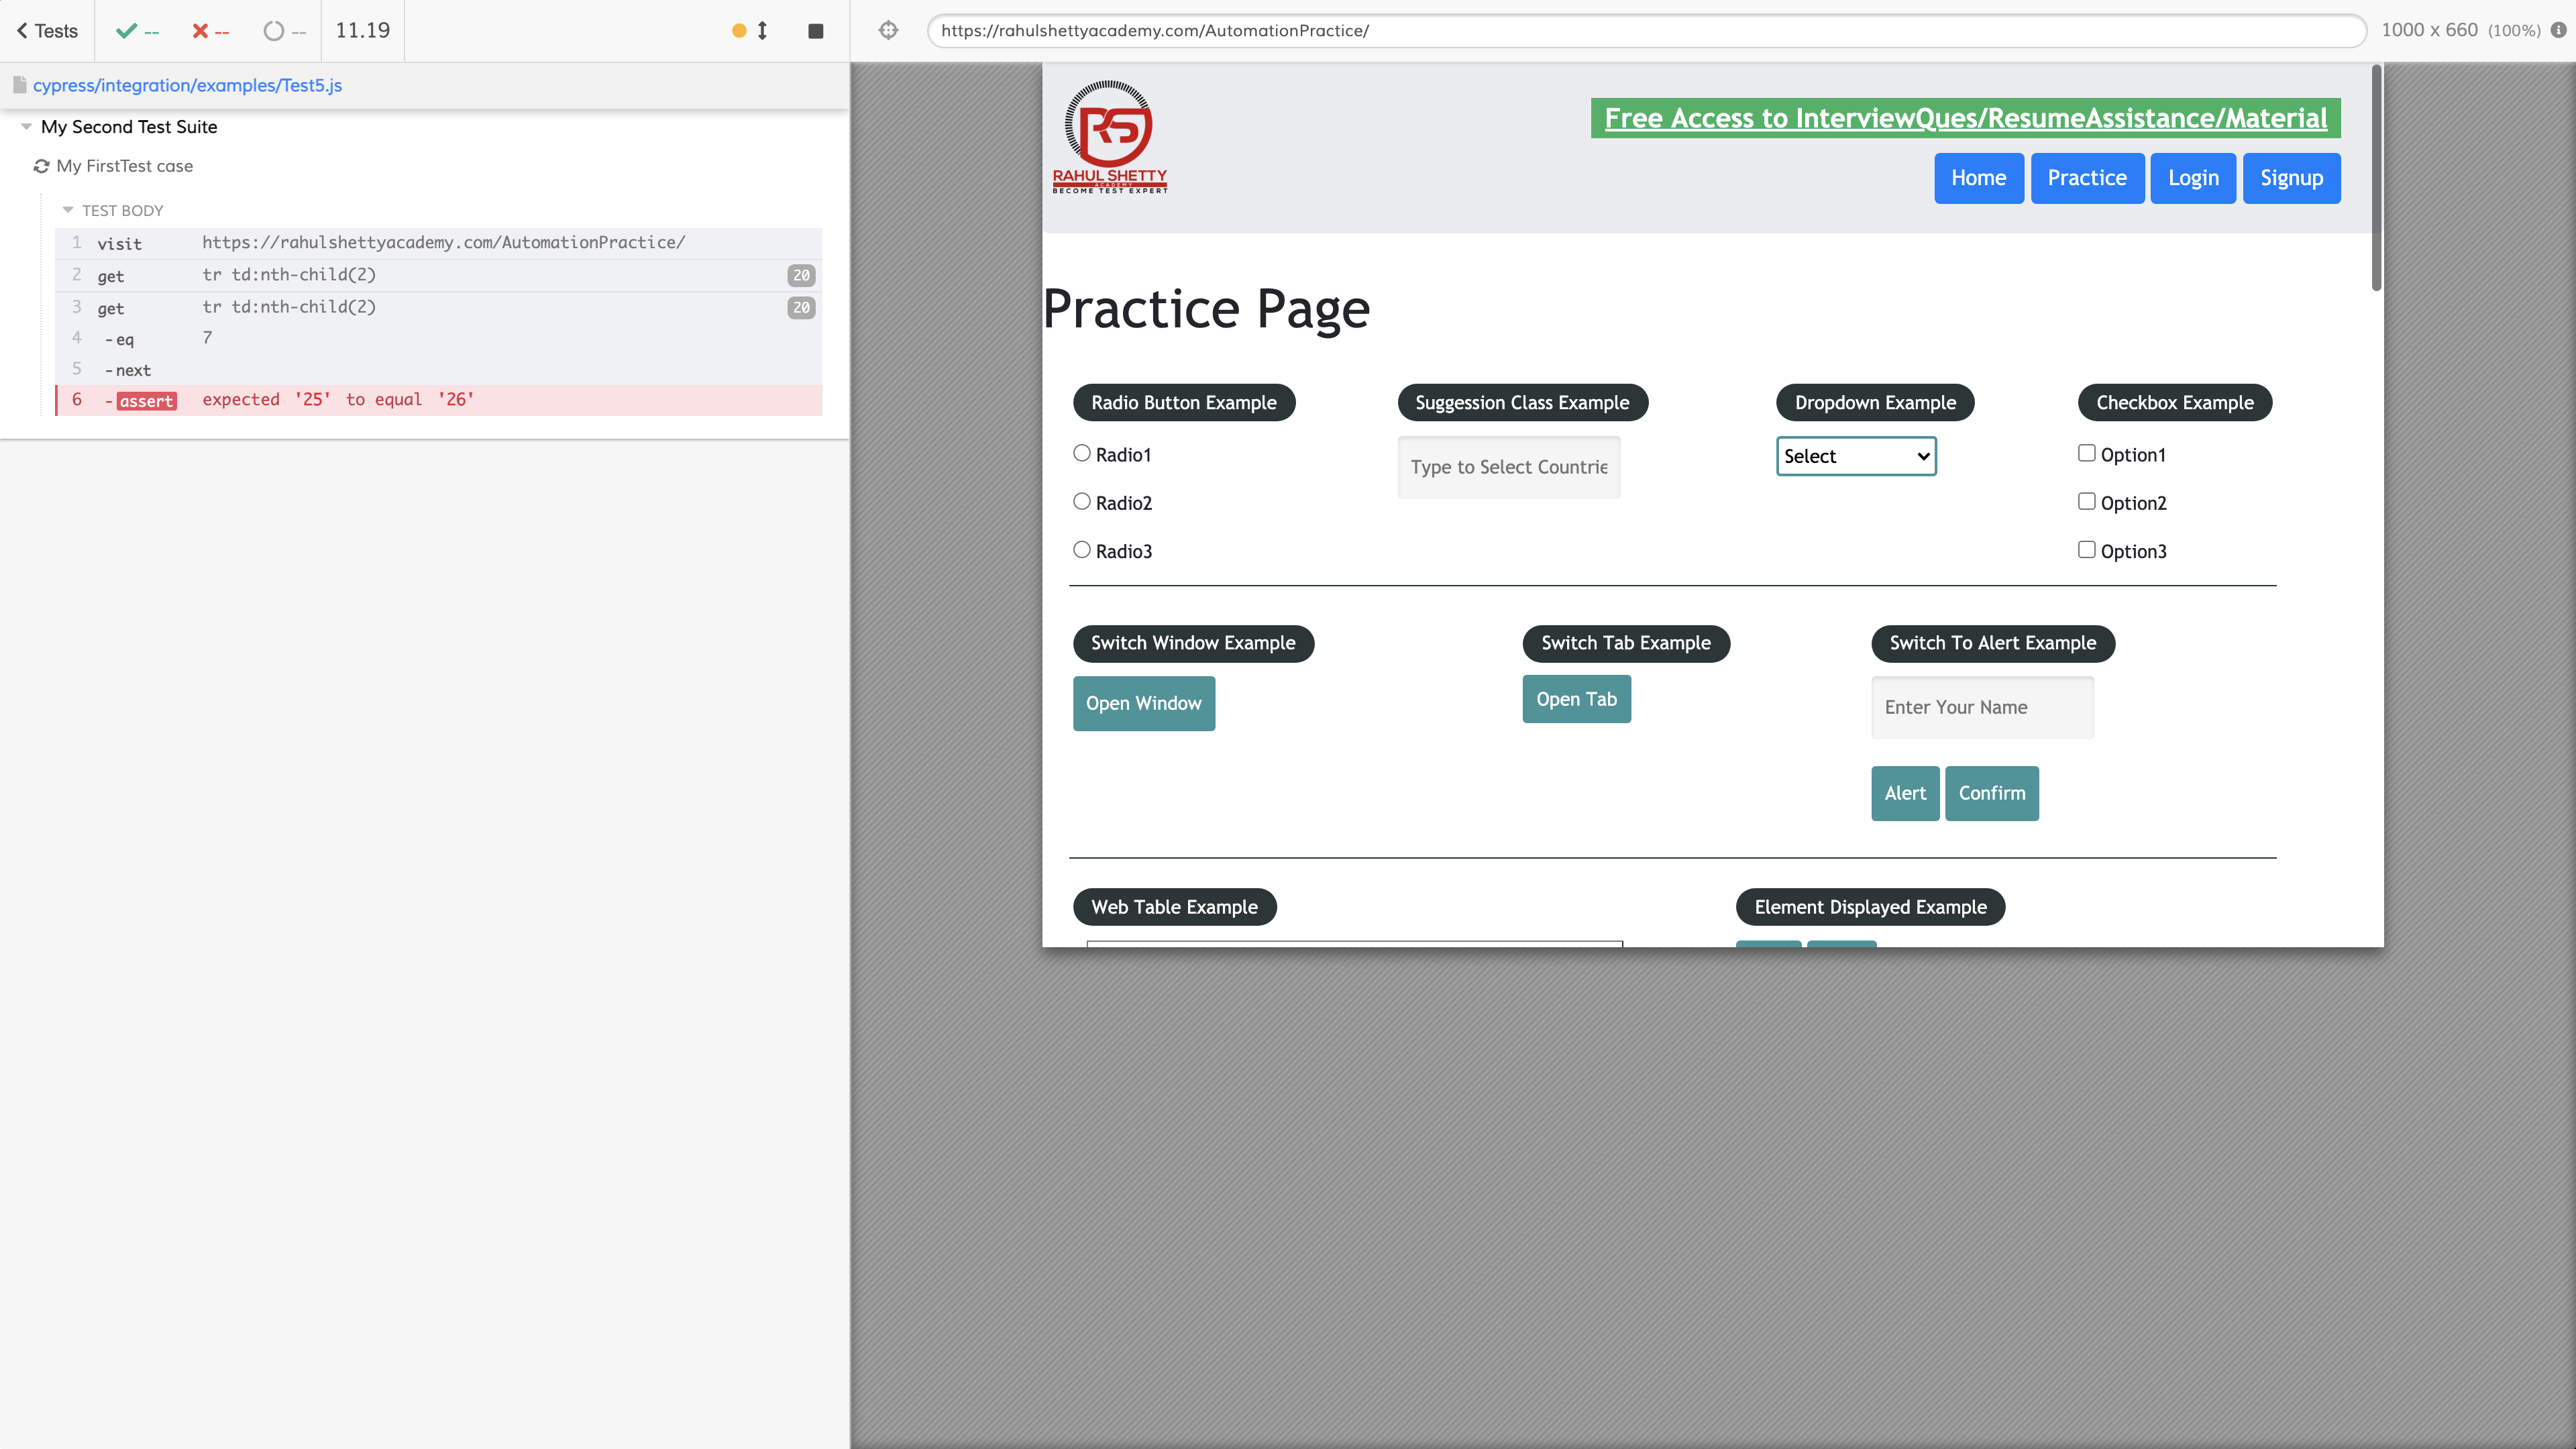 Tests -- -- -- 11.19
cypress/integration/examples/Test5.js
My Second Test Suite
My FirstTest case
TEST BODY
1 visit https://rahulshettyacademy.com/AutomationPractice/
2 get tr td:nth-child(2) 20
3 get tr td:nth-child(2) 20
4 -eq 7
5 -next
6 -assert expected '25' to equal '26'
https://rahulshettyacademy.com/AutomationPractice/
1000 x 660 (100%)
RS
RAHUL SHETTY
ACADEMY
BECOME TEST EXPERT
Free Access to InterviewQues/ResumeAssistance/Material
Home Practice Login Signup
Practice Page
Radio Button Example Suggession Class Example Dropdown Example Checkbox Example
Radio1 Type to Select Countrie Select Option1
Radio2 Option2
Radio3 Option3
Switch Window Example Switch Tab Example Switch To Alert Example
Open Window Open Tab Enter Your Name
Alert Confirm
Web Table Example Element Displayed Example